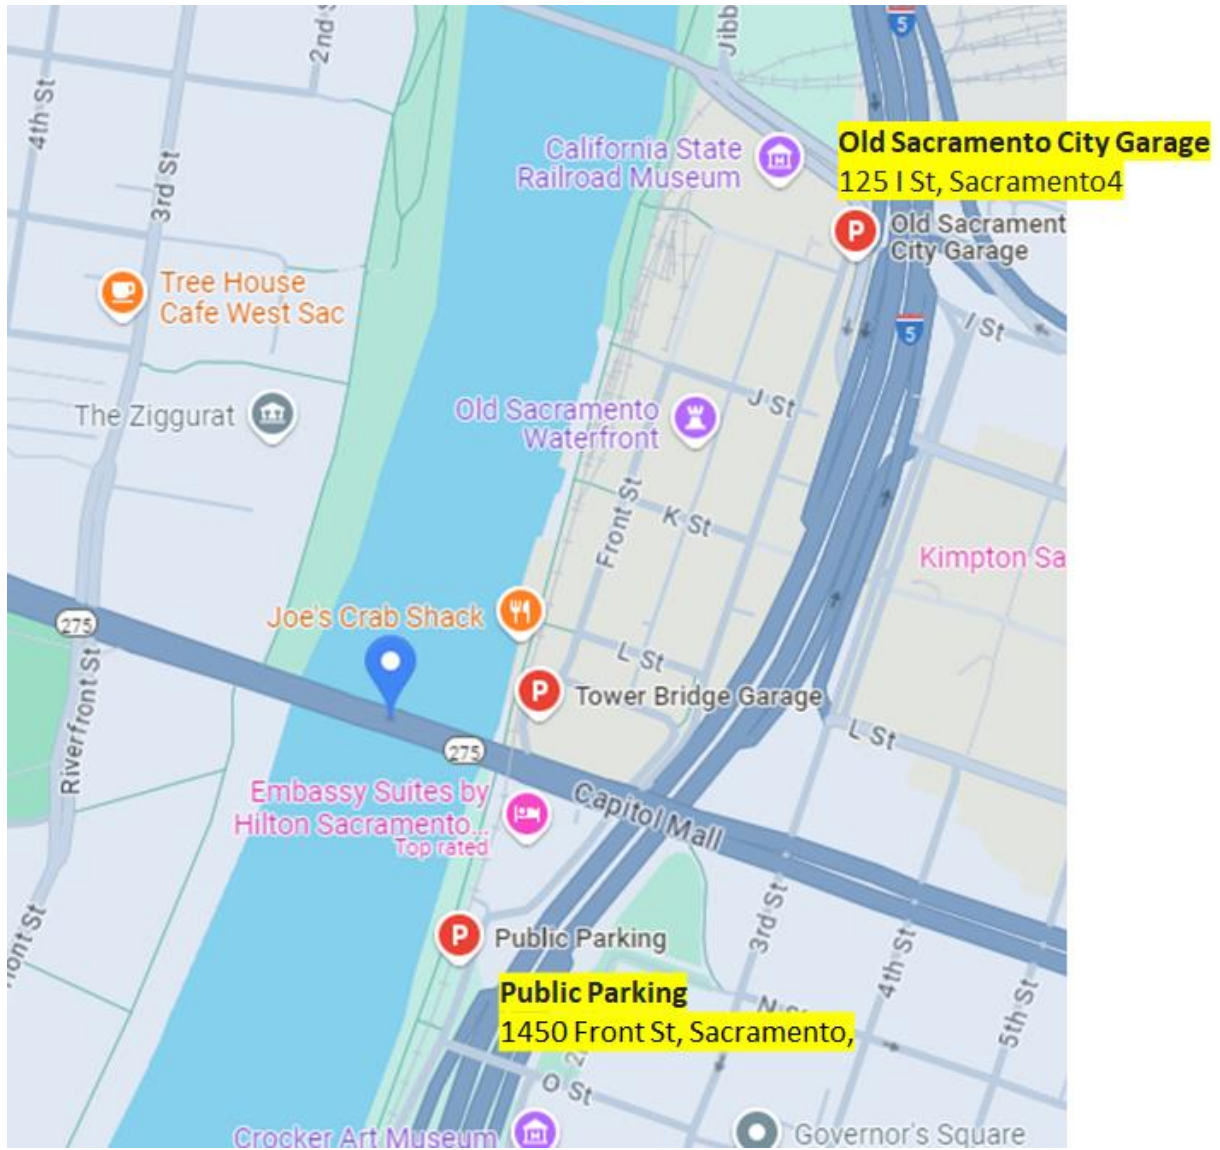 2nd S
4th St
3rd St
Jibb
5
California State
Railroad Museum
Old Sacramento City Garage
125 I St, Sacramento4
P
Old Sacrament
City Garage
Tree House
Cafe West Sac
5
I St
The Ziggurat
Old Sacramento
Waterfront
J St
Front St
K St
Kimpton Sa
275
Joe's Crab Shack
L St
P
Tower Bridge Garage
L St
Riverfront St
275
Embassy Suites by
Hilton Sacramento...
Top rated
Capitol Mall
3rd St
4th St
5th St
ront St
P
Public Parking
Public Parking
1450 Front St, Sacramento,
O St
Crocker Art Museum
Governor's Square